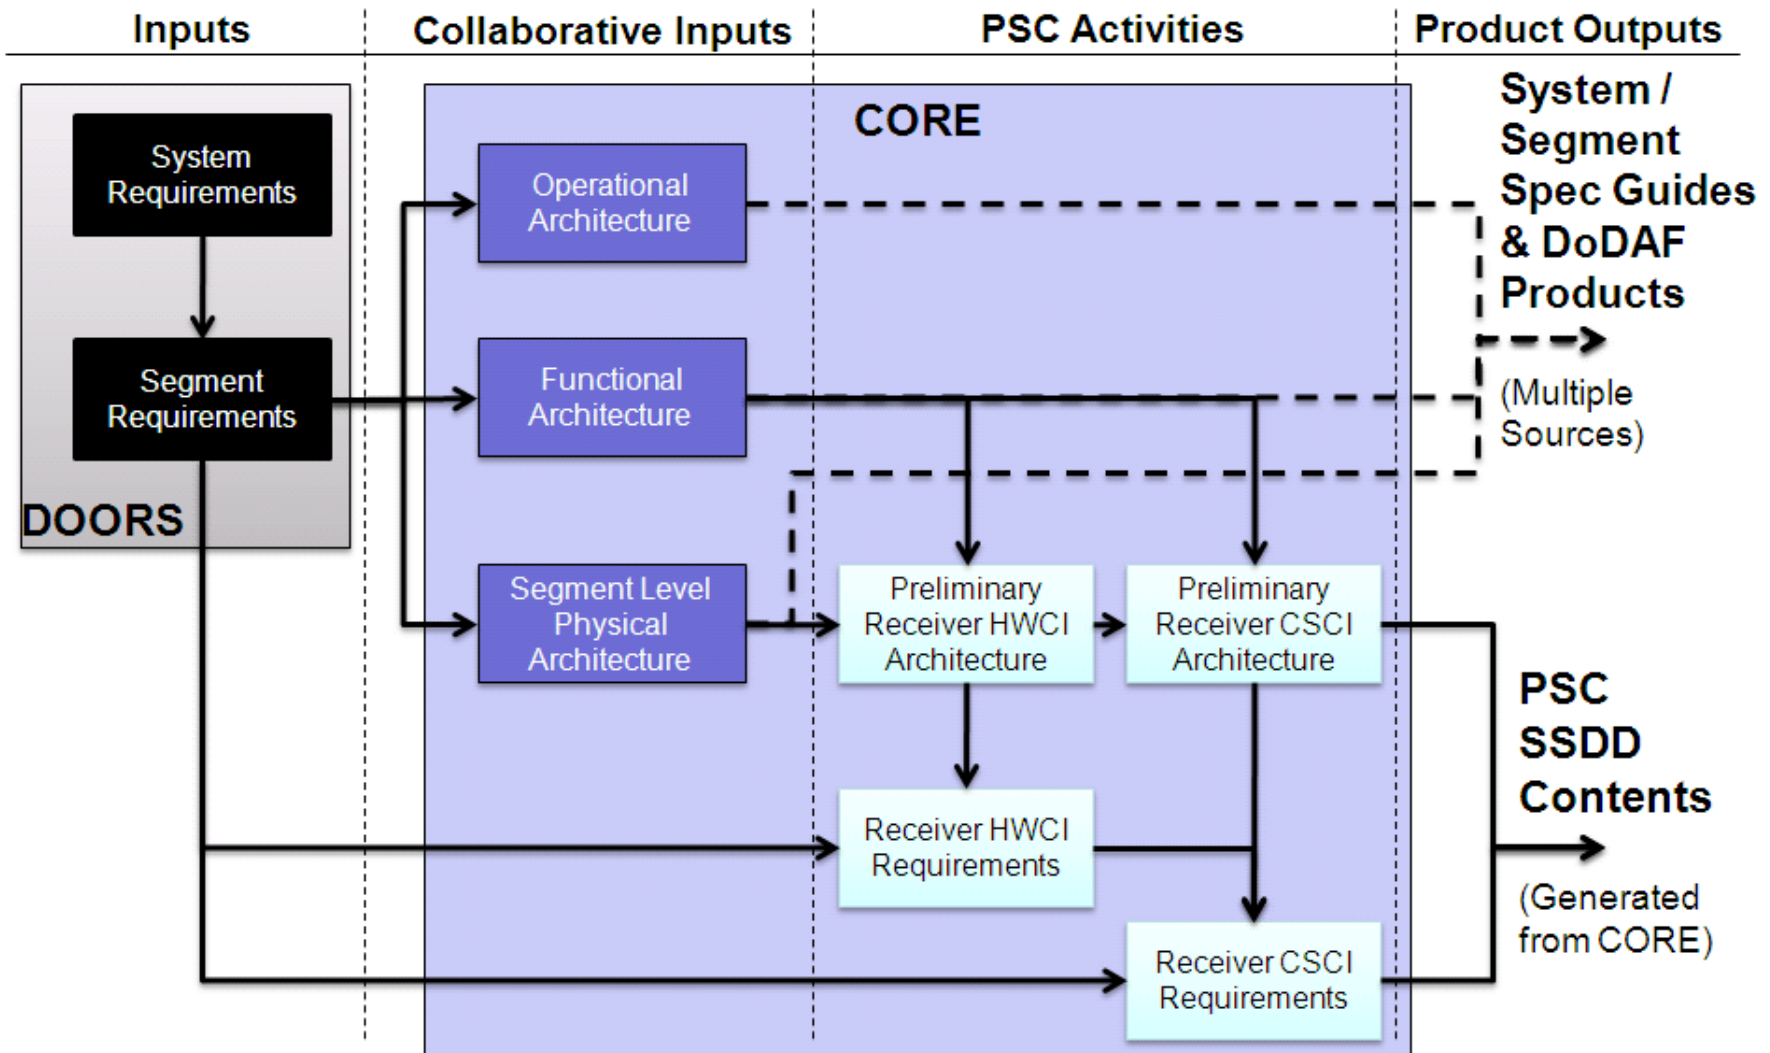 Inputs
Collaborative Inputs
PSC Activities
Product Outputs
System
Requirements
Segment
Requirements
DOORS
CORE
Operational
Architecture
Functional
Architecture
Segment Level
Physical
Architecture
Preliminary
Receiver HWCI
Architecture
Preliminary
Receiver CSCI
Architecture
Receiver HWCI
Requirements
Receiver CSCI
Requirements
System /
Segment
Spec Guides
& DoDAF
Products
(Multiple
Sources)
PSC
SSDD
Contents
(Generated
from CORE)